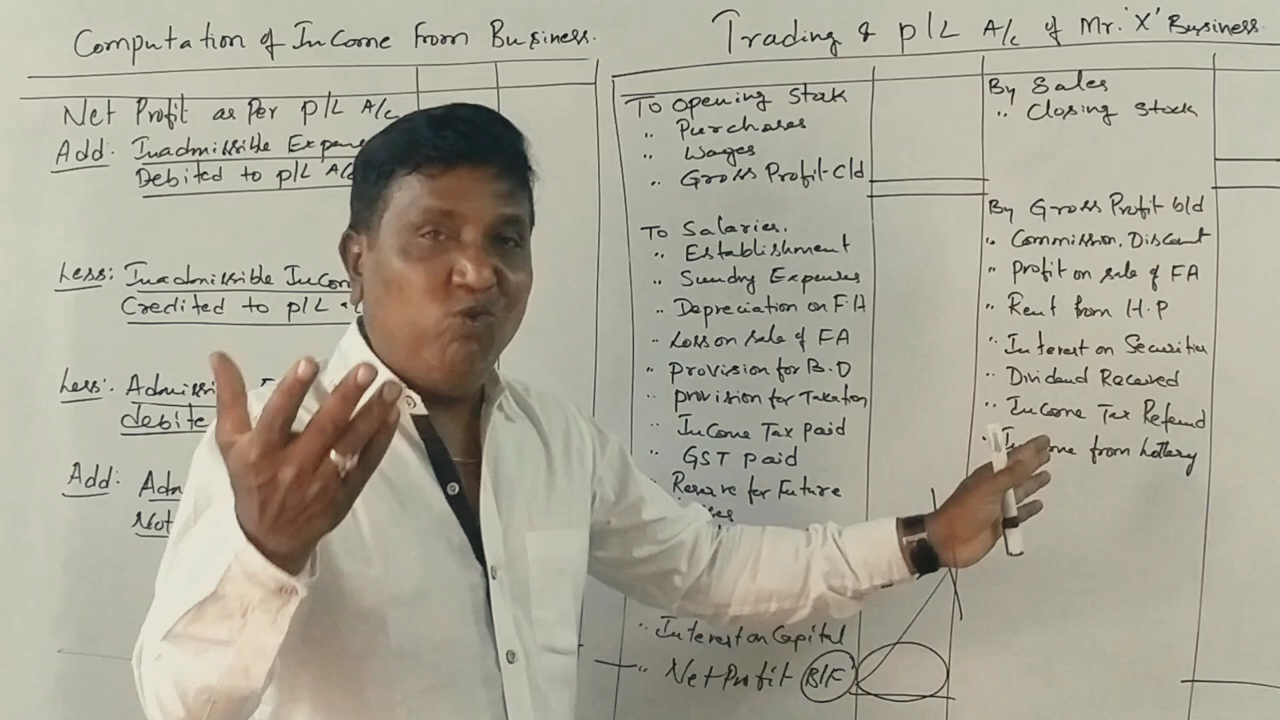 Computation of Income from Business.
Net Profit as Per P/L A/c
Add: Inadmissible
Debited to P/L A/c
Less: Inadmissible
Credited to P/L
Less:
Add:
Trading & P/L A/c of Mr. 'X' Business
To Opening Stock
" Purchases
" Wages
" Gross Profit-C/d
To Salaries.
" Establishment
" Sundry Expenses
" Depreciation on FA
" Loss on sale of FA
" Provision for B.D
" Provision for Taxation
" Income Tax Paid
" GST Paid
" Reserve for Future
" Interest on Capital
" Net Profit B/F
By Sales
" Closing Stock
By Gross Profit b/d
" Commission, Discount
" Profit on sale of FA
" Rent from H.P
" Interest on Securities
" Dividend Received
" Income Tax Refund
" from Lottery